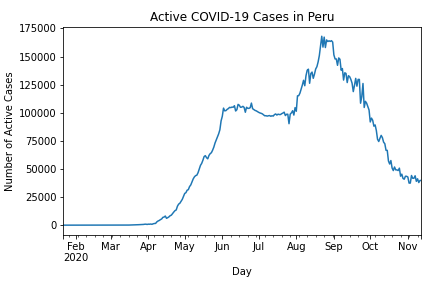 Active COVID-19 Cases in Peru
175000
150000
125000
100000
75000
50000
25000
0
Number of Active Cases
Feb Mar Apr May Jun Jul Aug Sep Oct Nov
2020
Day